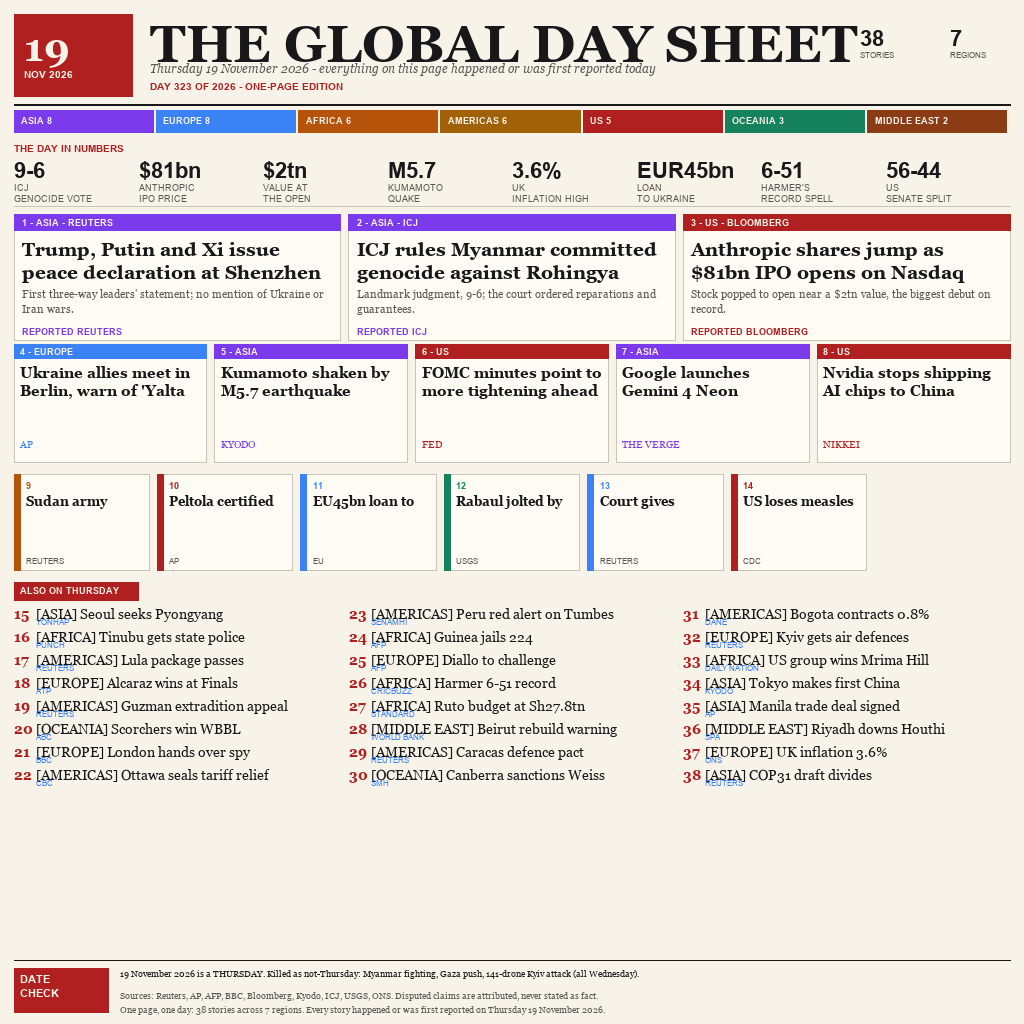 19
NOV 2026
THE GLOBAL DAY SHEET
Thursday 19 November 2026 - everything on this page happened or was first reported today
DAY 323 OF 2026 - ONE-PAGE EDITION
38
STORIES
7
REGIONS
ASIA 8
EUROPE 8
AFRICA 6
AMERICAS 6
US 5
OCEANIA 3
MIDDLE EAST 2
THE DAY IN NUMBERS
9-6
ICJ
GENOCIDE VOTE
$81bn
ANTHROPIC
IPO PRICE
$2tn
VALUE AT
THE OPEN
M5.7
KUMAMOTO
QUAKE
3.6%
UK
INFLATION HIGH
EUR45bn
LOAN
TO UKRAINE
6-51
HARMER'S
RECORD SPELL
56-44
US
SENATE SPLIT
1 - ASIA - REUTERS
Trump, Putin and Xi issue
peace declaration at Shenzhen
First three-way leaders' statement; no mention of Ukraine or
Iran wars.
REPORTED REUTERS
2 - ASIA - ICJ
ICJ rules Myanmar committed
genocide against Rohingya
Landmark judgment, 9-6; the court ordered reparations and
guarantees.
REPORTED ICJ
3 - US - BLOOMBERG
Anthropic shares jump as
$81bn IPO opens on Nasdaq
Stock popped to open near a $2tn value, the biggest debut on
record.
REPORTED BLOOMBERG
4 - EUROPE
Ukraine allies meet in
Berlin, warn of 'Yalta
AP
5 - ASIA
Kumamoto shaken by
M5.7 earthquake
KYODO
6 - US
FOMC minutes point to
more tightening ahead
FED
7 - ASIA
Google launches
Gemini 4 Neon
THE VERGE
8 - US
Nvidia stops shipping
AI chips to China
NIKKEI
9
Sudan army
REUTERS
10
Peltola certified
AP
11
EU45bn loan to
EU
12
Rabaul jolted by
USGS
13
Court gives
REUTERS
14
US loses measles
CDC
ALSO ON THURSDAY
15 [ASIA] Seoul seeks Pyongyang
YONHAP
16 [AFRICA] Tinubu gets state police
PUNCH
17 [AMERICAS] Lula package passes
REUTERS
18 [EUROPE] Alcaraz wins at Finals
ATP
19 [AMERICAS] Guzman extradition appeal
REUTERS
20 [OCEANIA] Scorchers win WBBL
ABC
21 [EUROPE] London hands over spy
BBC
22 [AMERICAS] Ottawa seals tariff relief
CBC
23 [AMERICAS] Peru red alert on Tumbes
SENAMHI
24 [AFRICA] Guinea jails 224
AFP
25 [EUROPE] Diallo to challenge
AFP
26 [AFRICA] Harmer 6-51 record
CRICBUZZ
27 [AFRICA] Ruto budget at Sh27.8tn
STANDARD
28 [MIDDLE EAST] Beirut rebuild warning
WORLD BANK
29 [AMERICAS] Caracas defence pact
REUTERS
30 [OCEANIA] Canberra sanctions Weiss
SMH
31 [AMERICAS] Bogota contracts 0.8%
DANE
32 [EUROPE] Kyiv gets air defences
REUTERS
33 [AFRICA] US group wins Mrima Hill
DAILY NATION
34 [ASIA] Tokyo makes first China
KYODO
35 [ASIA] Manila trade deal signed
AP
36 [MIDDLE EAST] Riyadh downs Houthi
SPA
37 [EUROPE] UK inflation 3.6%
ONS
38 [ASIA] COP31 draft divides
REUTERS
DATE
CHECK
19 November 2026 is a THURSDAY. Killed as not-Thursday: Myanmar fighting, Gaza push, 141-drone Kyiv attack (all Wednesday).
Sources: Reuters, AP, AFP, BBC, Bloomberg, Kyodo, ICJ, USGS, ONS. Disputed claims are attributed, never stated as fact.
One page, one day: 38 stories across 7 regions. Every story happened or was first reported on Thursday 19 November 2026.